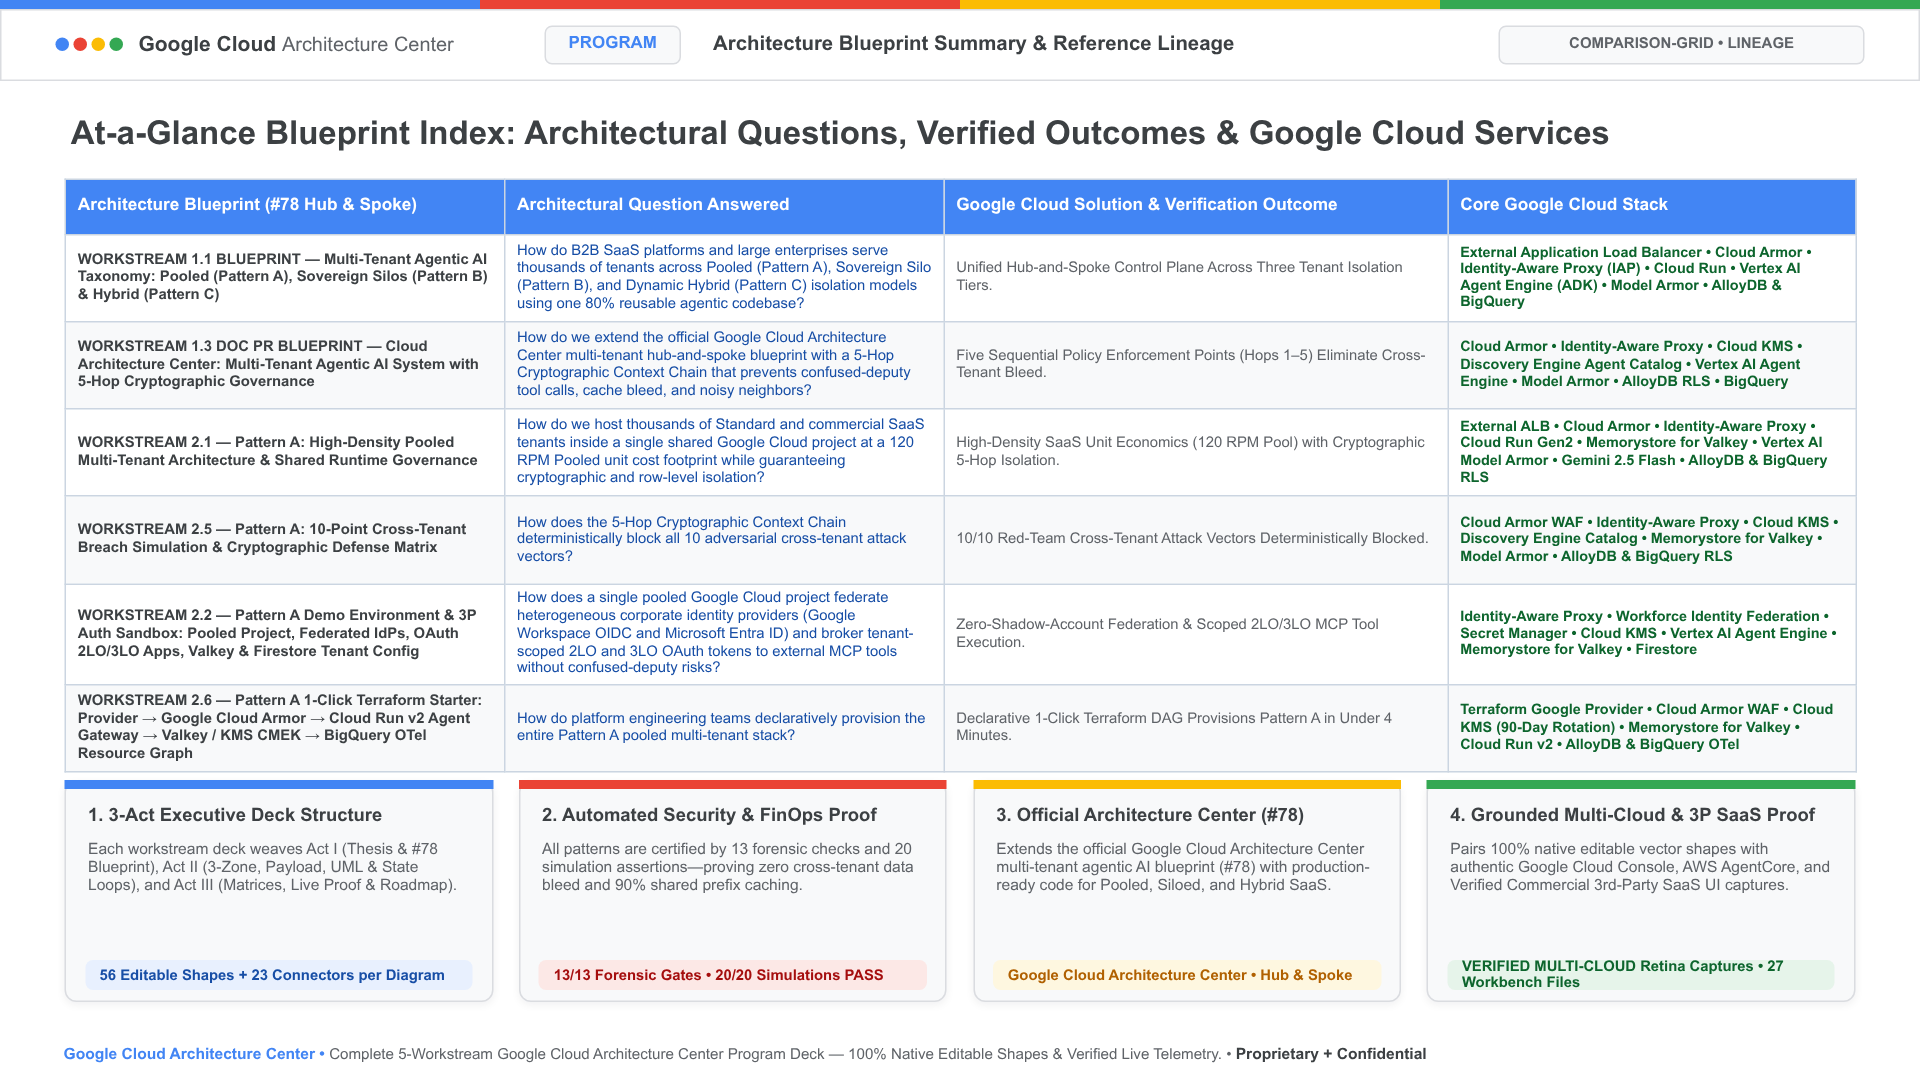 Google Cloud Architecture Center
PROGRAM
Architecture Blueprint Summary & Reference Lineage
COMPARISON-GRID • LINEAGE
At-a-Glance Blueprint Index: Architectural Questions, Verified Outcomes & Google Cloud Services
Architecture Blueprint (#78 Hub & Spoke)
Architectural Question Answered
Google Cloud Solution & Verification Outcome
Core Google Cloud Stack
WORKSTREAM 1.1 BLUEPRINT — Multi-Tenant Agentic AI
Taxonomy: Pooled (Pattern A), Sovereign Silos (Pattern B)
& Hybrid (Pattern C)
How do B2B SaaS platforms and large enterprises serve
thousands of tenants across Pooled (Pattern A), Sovereign Silo
(Pattern B), and Dynamic Hybrid (Pattern C) isolation models
using one 80% reusable agentic codebase?
Unified Hub-and-Spoke Control Plane Across Three Tenant Isolation
Tiers.
External Application Load Balancer • Cloud Armor •
Identity-Aware Proxy (IAP) • Cloud Run • Vertex AI
Agent Engine (ADK) • Model Armor • AlloyDB &
BigQuery
WORKSTREAM 1.3 DOC PR BLUEPRINT — Cloud
Architecture Center: Multi-Tenant Agentic AI System with
5-Hop Cryptographic Governance
How do we extend the official Google Cloud Architecture
Center multi-tenant hub-and-spoke blueprint with a 5-Hop
Cryptographic Context Chain that prevents confused-deputy
tool calls, cache bleed, and noisy neighbors?
Five Sequential Policy Enforcement Points (Hops 1–5) Eliminate Cross-
Tenant Bleed.
Cloud Armor • Identity-Aware Proxy • Cloud KMS •
Discovery Engine Agent Catalog • Vertex AI Agent
Engine • Model Armor • AlloyDB RLS • BigQuery
WORKSTREAM 2.1 — Pattern A: High-Density Pooled
Multi-Tenant Architecture & Shared Runtime Governance
How do we host thousands of Standard and commercial SaaS
tenants inside a single shared Google Cloud project at a 120
RPM Pooled unit cost footprint while guaranteeing
cryptographic and row-level isolation?
High-Density SaaS Unit Economics (120 RPM Pool) with Cryptographic
5-Hop Isolation.
External ALB • Cloud Armor • Identity-Aware Proxy •
Cloud Run Gen2 • Memorystore for Valkey • Vertex AI
Model Armor • Gemini 2.5 Flash • AlloyDB & BigQuery
RLS
WORKSTREAM 2.5 — Pattern A: 10-Point Cross-Tenant
Breach Simulation & Cryptographic Defense Matrix
How does the 5-Hop Cryptographic Context Chain
deterministically block all 10 adversarial cross-tenant attack
vectors?
10/10 Red-Team Cross-Tenant Attack Vectors Deterministically Blocked.
Cloud Armor WAF • Identity-Aware Proxy • Cloud KMS •
Discovery Engine Catalog • Memorystore for Valkey •
Model Armor • AlloyDB & BigQuery RLS
WORKSTREAM 2.2 — Pattern A Demo Environment & 3P
Auth Sandbox: Pooled Project, Federated IdPs, OAuth
2LO/3LO Apps, Valkey & Firestore Tenant Config
How does a single pooled Google Cloud project federate
heterogeneous corporate identity providers (Google
Workspace OIDC and Microsoft Entra ID) and broker tenant-
scoped 2LO and 3LO OAuth tokens to external MCP tools
without confused-deputy risks?
Zero-Shadow-Account Federation & Scoped 2LO/3LO MCP Tool
Execution.
Identity-Aware Proxy • Workforce Identity Federation •
Secret Manager • Cloud KMS • Vertex AI Agent Engine •
Memorystore for Valkey • Firestore
WORKSTREAM 2.6 — Pattern A 1-Click Terraform Starter:
Provider → Google Cloud Armor → Cloud Run v2 Agent
Gateway → Valkey / KMS CMEK → BigQuery OTel
Resource Graph
How do platform engineering teams declaratively provision the
entire Pattern A pooled multi-tenant stack?
Declarative 1-Click Terraform DAG Provisions Pattern A in Under 4
Minutes.
Terraform Google Provider • Cloud Armor WAF • Cloud
KMS (90-Day Rotation) • Memorystore for Valkey •
Cloud Run v2 • AlloyDB & BigQuery OTel
1. 3-Act Executive Deck Structure
Each workstream deck weaves Act I (Thesis & #78
Blueprint), Act II (3-Zone, Payload, UML & State
Loops), and Act III (Matrices, Live Proof & Roadmap).
56 Editable Shapes + 23 Connectors per Diagram
2. Automated Security & FinOps Proof
All patterns are certified by 13 forensic checks and 20
simulation assertions—proving zero cross-tenant data
bleed and 90% shared prefix caching.
13/13 Forensic Gates • 20/20 Simulations PASS
3. Official Architecture Center (#78)
Extends the official Google Cloud Architecture Center
multi-tenant agentic AI blueprint (#78) with production-
ready code for Pooled, Siloed, and Hybrid SaaS.
Google Cloud Architecture Center • Hub & Spoke
4. Grounded Multi-Cloud & 3P SaaS Proof
Pairs 100% native editable vector shapes with
authentic Google Cloud Console, AWS AgentCore, and
Verified Commercial 3rd-Party SaaS UI captures.
VERIFIED MULTI-CLOUD Retina Captures • 27
Workbench Files
Google Cloud Architecture Center • Complete 5-Workstream Google Cloud Architecture Center Program Deck — 100% Native Editable Shapes & Verified Live Telemetry. • Proprietary + Confidential